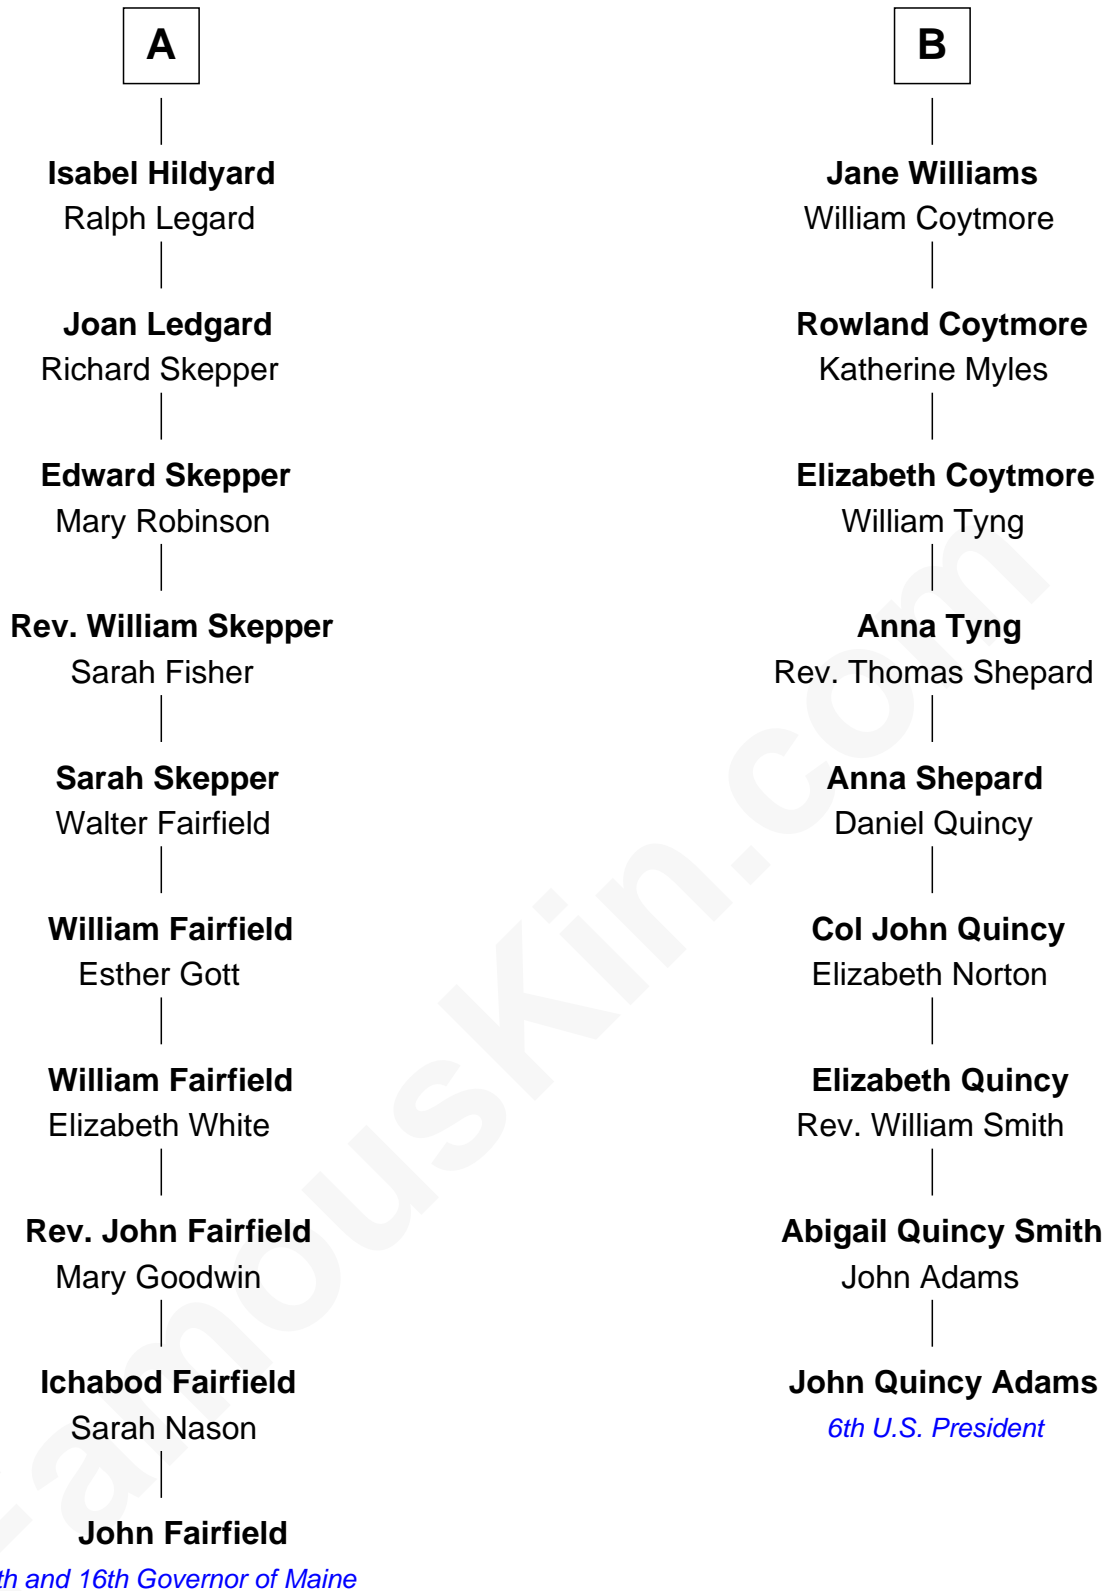 A
Isabel Hildyard
Ralph Legard
Joan Ledgard
Richard Skepper
Edward Skepper
Mary Robinson
Rev. William Skepper
Sarah Fisher
Sarah Skepper
Walter Fairfield
William Fairfield
Esther Gott
William Fairfield
Elizabeth White
Rev. John Fairfield
Mary Goodwin
Ichabod Fairfield
Sarah Nason
John Fairfield
th and 16th Governor of Maine
B
Jane Williams
William Coytmore
Rowland Coytmore
Katherine Myles
Elizabeth Coytmore
William Tyng
Anna Tyng
Rev. Thomas Shepard
Anna Shepard
Daniel Quincy
Col John Quincy
Elizabeth Norton
Elizabeth Quincy
Rev. William Smith
Abigail Quincy Smith
John Adams
John Quincy Adams
6th U.S. President
FamousKin.com